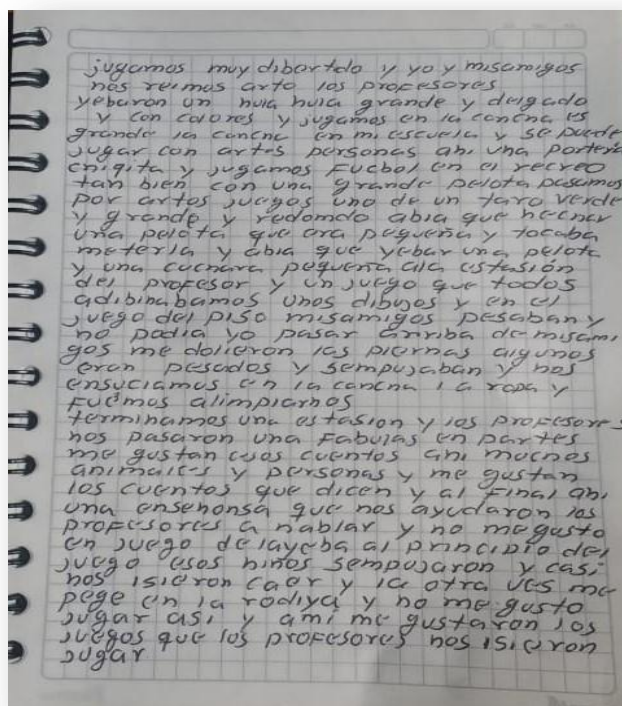 jugamos muy dibortdo y yo y misamigos
nos reimos arto los profesores
yebaron un hula hula grande y delgado
y con colores y jugamos en la cancha es
grande la cancha en mi escuela y se puede
jugar con artas personas ahi una porteria
chiqita y jugamos Fucbol en el recreo
tan bien con una grande pelota pasamos
por artos juegos uno de un taro verde
y grande y redomdo abia que hechar
una pelota que era pequeña y tocaba
meterla y abia que yebar una pelota
y una cuchara pequeña ala estasión
del profesor y un juego que todos
adibinabamos unos dibujos y en el
juego del piso misamigos pesaban y
no podia yo pasar arriba de misami
gos me dolieron las piernas algunos
eran pesados y sempujaban y nos
ensuciamos en la cancha la ropa y
Fuemos alimpiarnos
terminamos una estasion y los profesores
nos pasaron una Fabulas en partes
me gustan esos cuentos ahi muchos
animales y personas y me gustan
los cuentos que dicen y al Final ahi
una ensenonsa que nos ayudaron los
profesores a hablar y no megusto
en juego delayeba al principio del
juego esos niños sempujaron y casi
nos isieron caer y la otra ves me
pege en la rodiya y no me gusto
jugar asi y ami me gustaron los
juegos que los profesores nos isieron
jugar